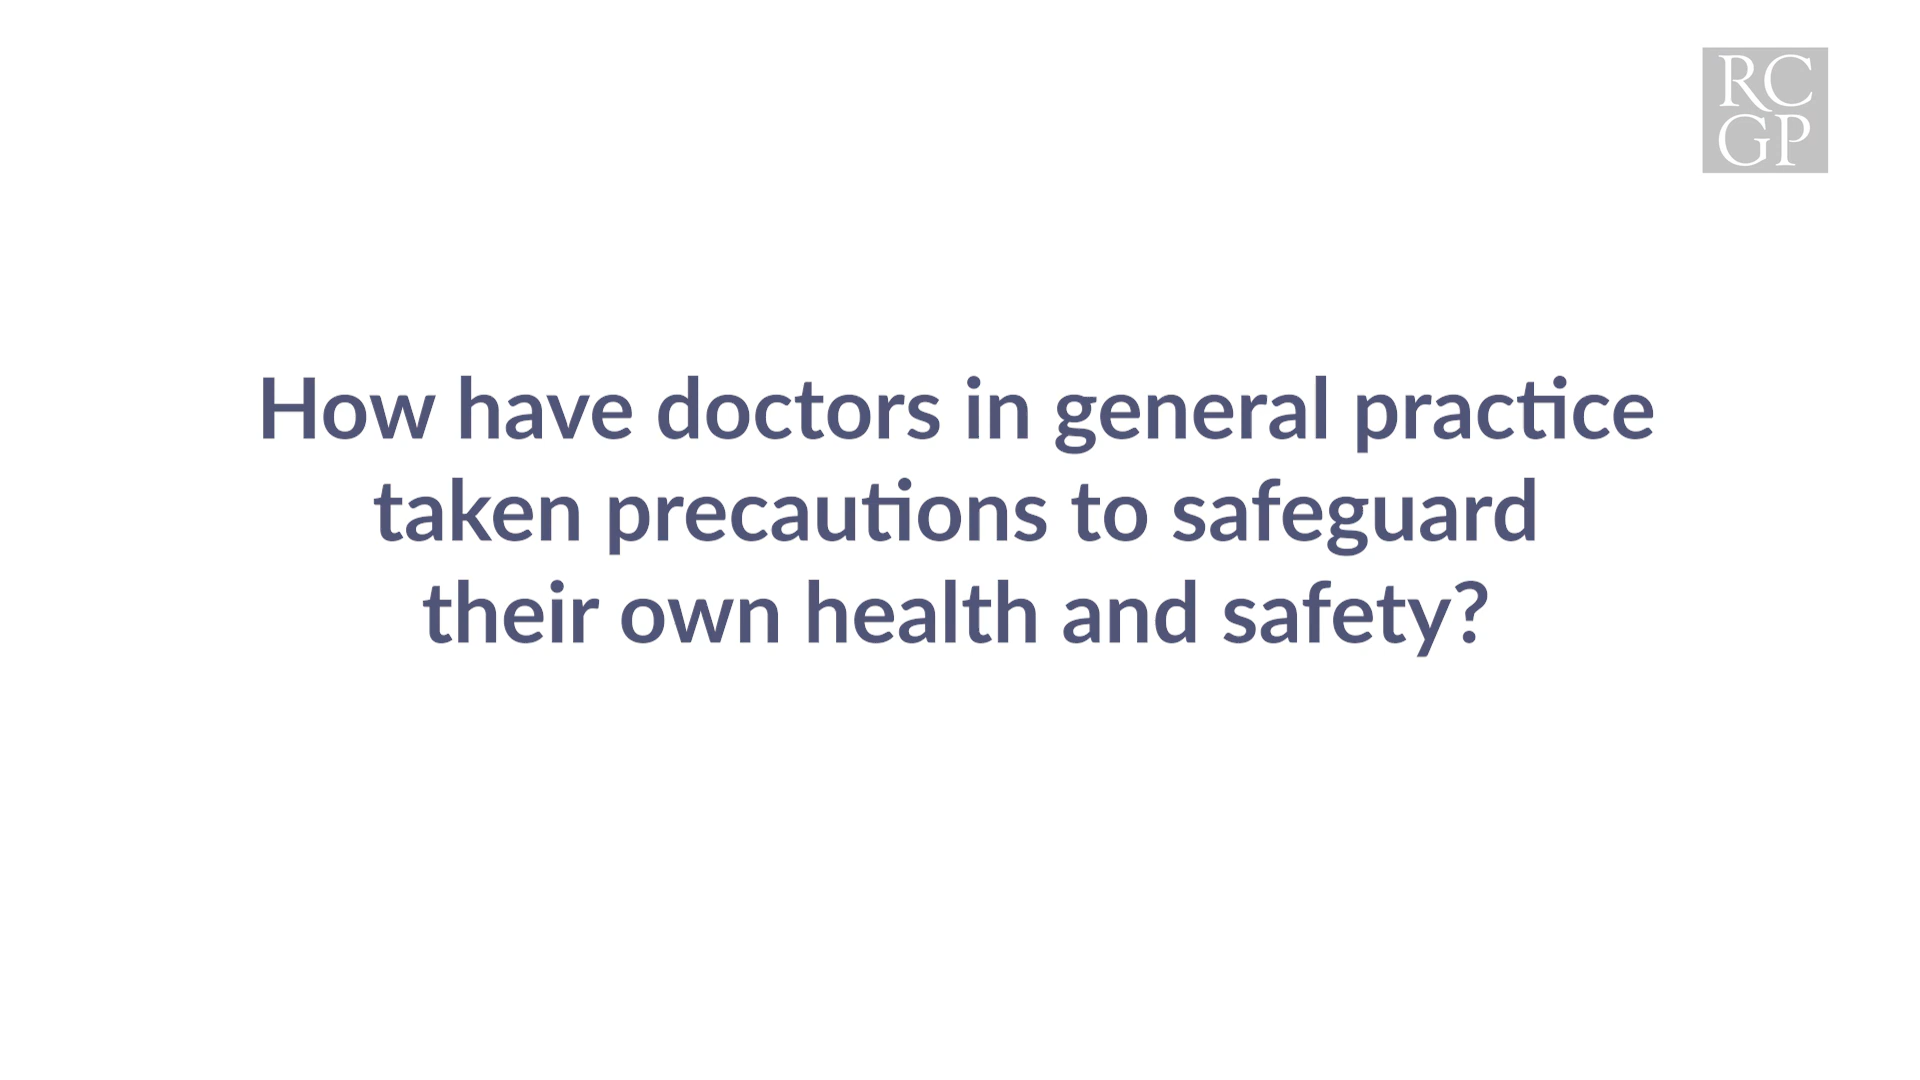 RC
GP
How have doctors in general practice
taken precautions to safeguard
their own health and safety?